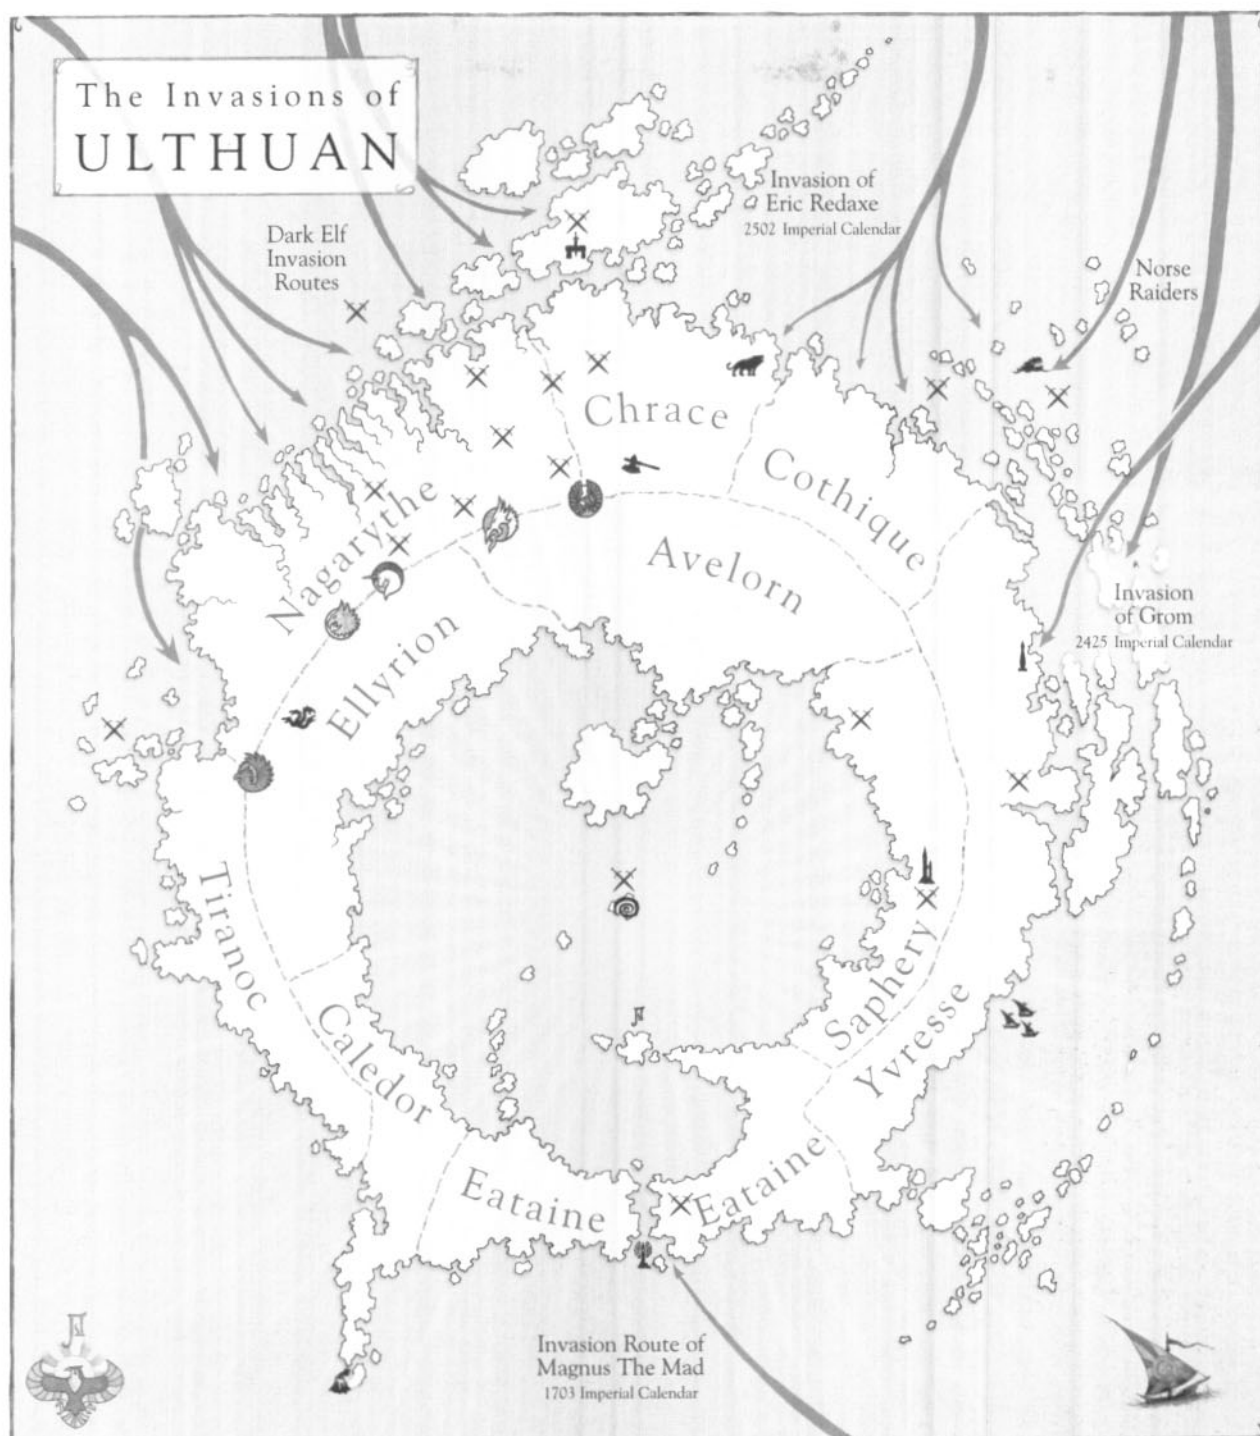 The Invasions of
ULTHUAN
Invasion of
Eric Redaxe
2502 Imperial Calendar
Dark Elf
Invasion
Routes
Norse
Raiders
Chrace
Cothique
Nagarythe
Avelorn
Ellyrion
Invasion
of Grom
2425 Imperial Calendar
Tiranoc
Caledor
Saphery
Yvresse
Eataine
Eataine
Invasion Route of
Magnus The Mad
1703 Imperial Calendar